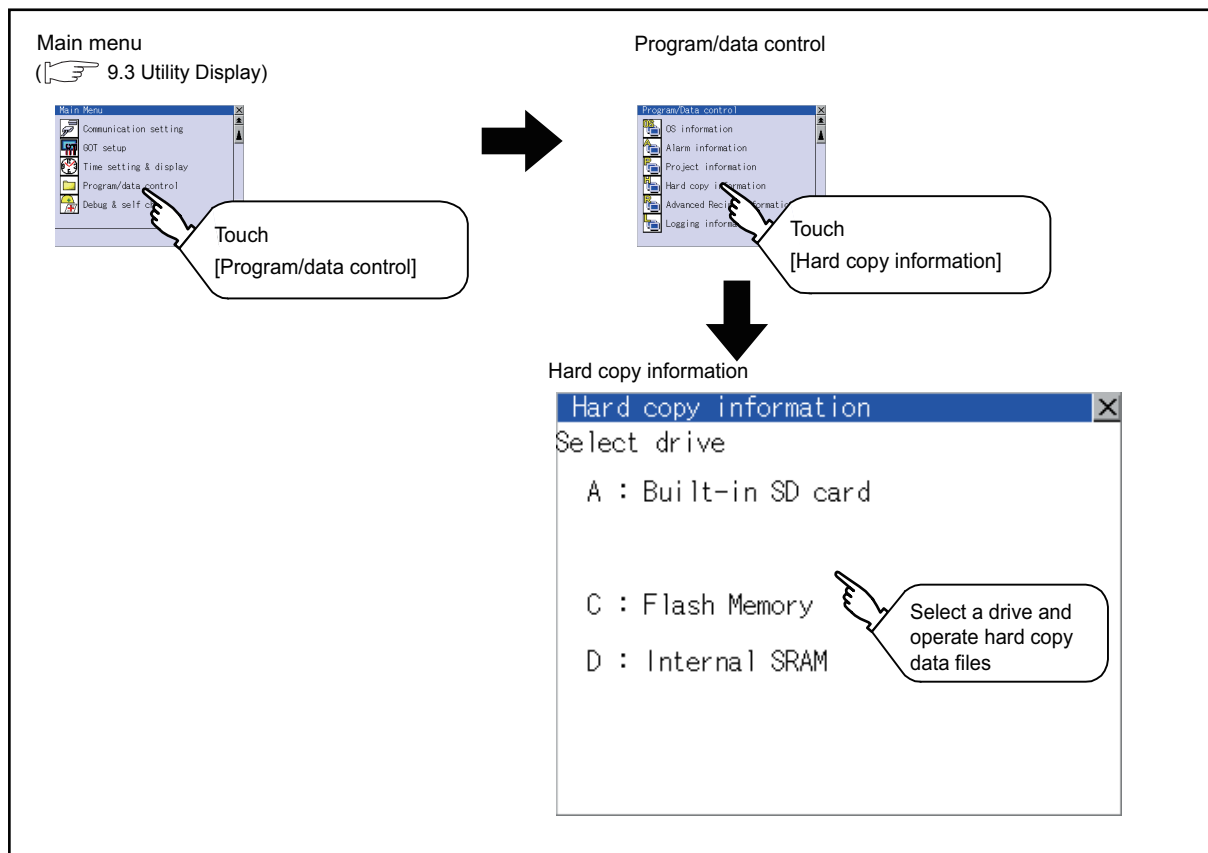 Main menu
( 9.3 Utility Display)
Main Menu
Communication setting
GOT setup
Time setting & display
Program/data control
Debug & self
Touch
[Program/data control]
Program/data control
Program/Data control
OS information
Alarm information
Project information
Hard copy information
Advanced
Logging
Touch
[Hard copy information]
Hard copy information
Hard copy information
Select drive
A : Built-in SD card
C : Flash Memory
D : Internal SRAM
Select a drive and
operate hard copy
data files